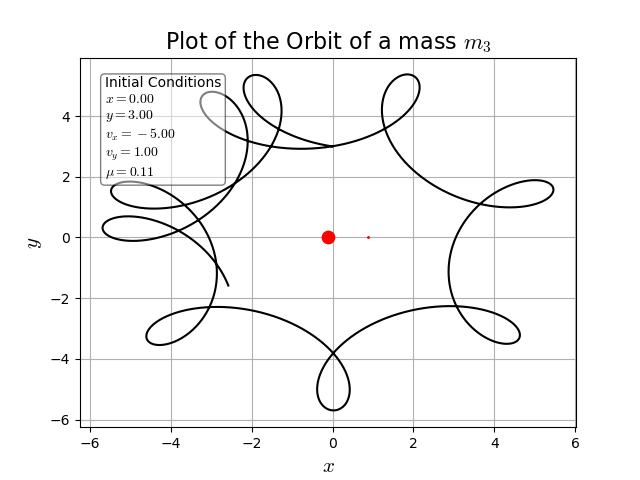 Plot of the Orbit of a mass m₃
Initial Conditions
x = 0.00
y = 3.00
vₓ = −5.00
v_y = 1.00
μ = 0.11
4
2
0
−2
−4
−6
y
−6 −4 −2 0 2 4 6
x